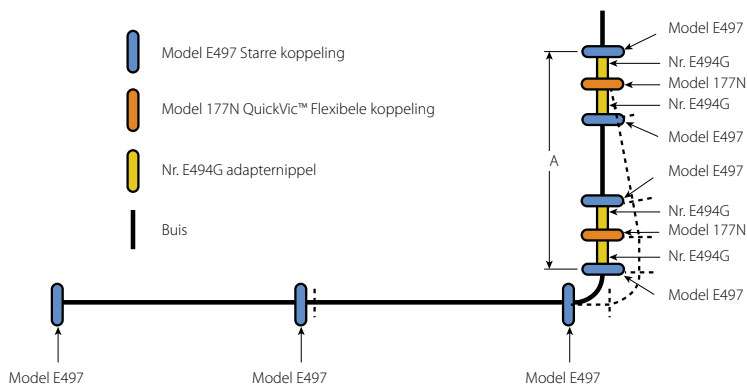 Model E497 Starre koppeling
Model 177N QuickVic™ Flexibele koppeling
Nr. E494G adapternippel
Buis
A
Model E497
Nr. E494G
Model 177N
Nr. E494G
Model E497
Model E497
Nr. E494G
Model 177N
Nr. E494G
Model E497
Model E497
Model E497
Model E497